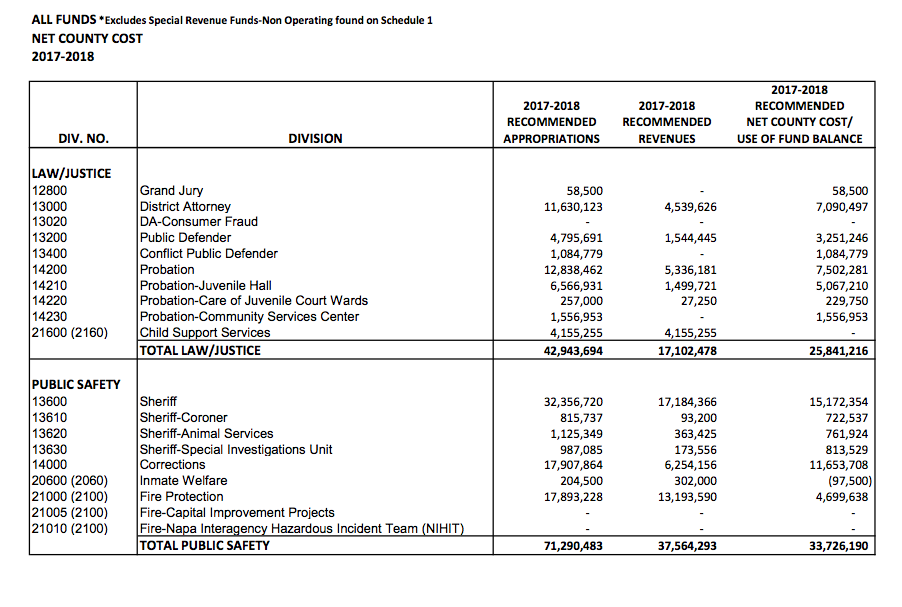 ALL FUNDS *Excludes Special Revenue Funds-Non Operating found on Schedule 1
NET COUNTY COST
2017-2018
DIV. NO. DIVISION 2017-2018 RECOMMENDED APPROPRIATIONS 2017-2018 RECOMMENDED REVENUES 2017-2018 RECOMMENDED NET COUNTY COST/ USE OF FUND BALANCE
LAW/JUSTICE
12800 Grand Jury 58,500 - 58,500
13000 District Attorney 11,630,123 4,539,626 7,090,497
13020 DA-Consumer Fraud - - -
13200 Public Defender 4,795,691 1,544,445 3,251,246
13400 Conflict Public Defender 1,084,779 - 1,084,779
14200 Probation 12,838,462 5,336,181 7,502,281
14210 Probation-Juvenile Hall 6,566,931 1,499,721 5,067,210
14220 Probation-Care of Juvenile Court Wards 257,000 27,250 229,750
14230 Probation-Community Services Center 1,556,953 - 1,556,953
21600 (2160) Child Support Services 4,155,255 4,155,255 -
TOTAL LAW/JUSTICE 42,943,694 17,102,478 25,841,216
PUBLIC SAFETY
13600 Sheriff 32,356,720 17,184,366 15,172,354
13610 Sheriff-Coroner 815,737 93,200 722,537
13620 Sheriff-Animal Services 1,125,349 363,425 761,924
13630 Sheriff-Special Investigations Unit 987,085 173,556 813,529
14000 Corrections 17,907,864 6,254,156 11,653,708
20600 (2060) Inmate Welfare 204,500 302,000 (97,500)
21000 (2100) Fire Protection 17,893,228 13,193,590 4,699,638
21005 (2100) Fire-Capital Improvement Projects - - -
21010 (2100) Fire-Napa Interagency Hazardous Incident Team (NIHIT) - - -
TOTAL PUBLIC SAFETY 71,290,483 37,564,293 33,726,190